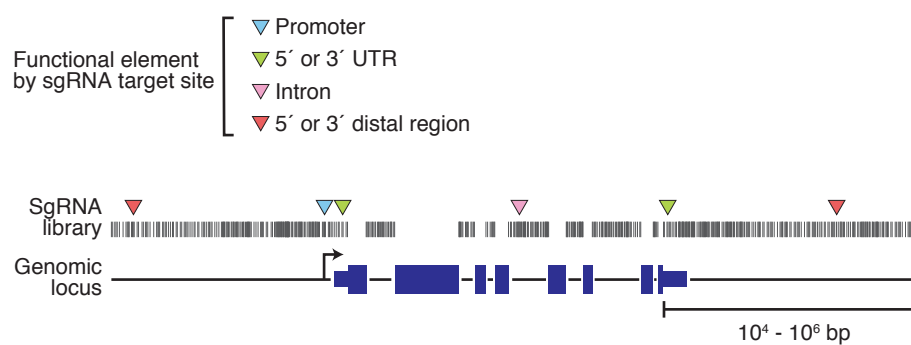 Functional element
by sgRNA target site
Promoter
5´ or 3´ UTR
Intron
5´ or 3´ distal region
SgRNA
library
Genomic
locus
10⁴ - 10⁶ bp